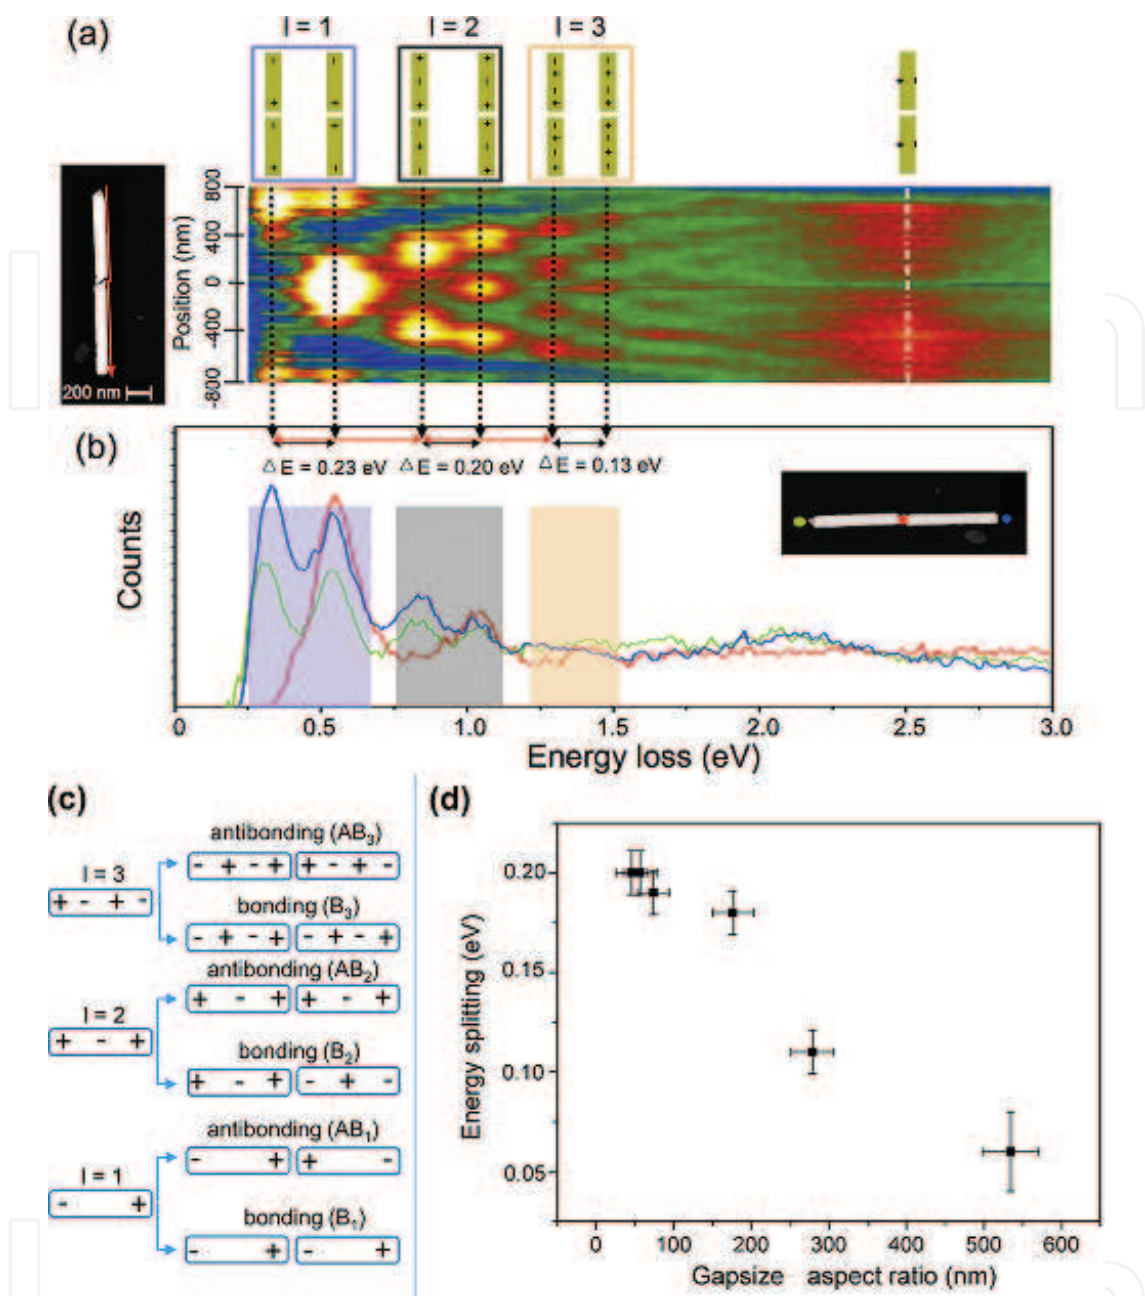 (a)
l = 1 l = 2 l = 3
Position (nm)
800
400
0
-400
-800
200 nm
(b)
△ E = 0.23 eV △ E = 0.20 eV △ E = 0.13 eV
Counts
0 0.5 1.0 1.5 2.0 2.5 3.0
Energy loss (eV)
(c)
antibonding (AB3)
l = 3
- + - + + - + -
+ - + -
bonding (B3)
- + - + - + - +
antibonding (AB2)
+ - + + - +
l = 2
+ - +
bonding (B2)
+ - + - + -
antibonding (AB1)
- + + -
l = 1
- +
bonding (B1)
- + - +
(d)
Energy splitting (eV)
0.20
0.15
0.10
0.05
0 100 200 300 400 500 600
Gapsize aspect ratio (nm)